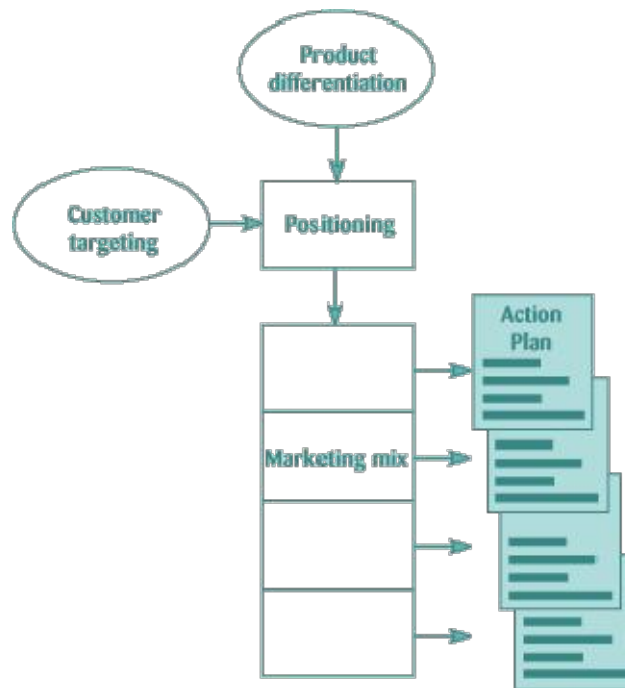 Product
differentiation
Customer
targeting
Positioning
Action
Plan
Marketing mix